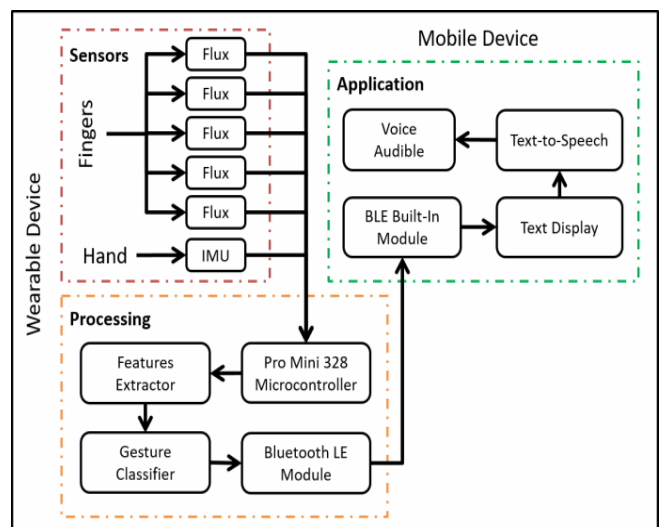 Wearable Device
Sensors
Fingers
Flux
Flux
Flux
Flux
Flux
Hand
IMU
Mobile Device
Application
Voice
Audible
Text-to-Speech
BLE Built-In
Module
Text Display
Processing
Features
Extractor
Pro Mini 328
Microcontroller
Gesture
Classifier
Bluetooth LE
Module